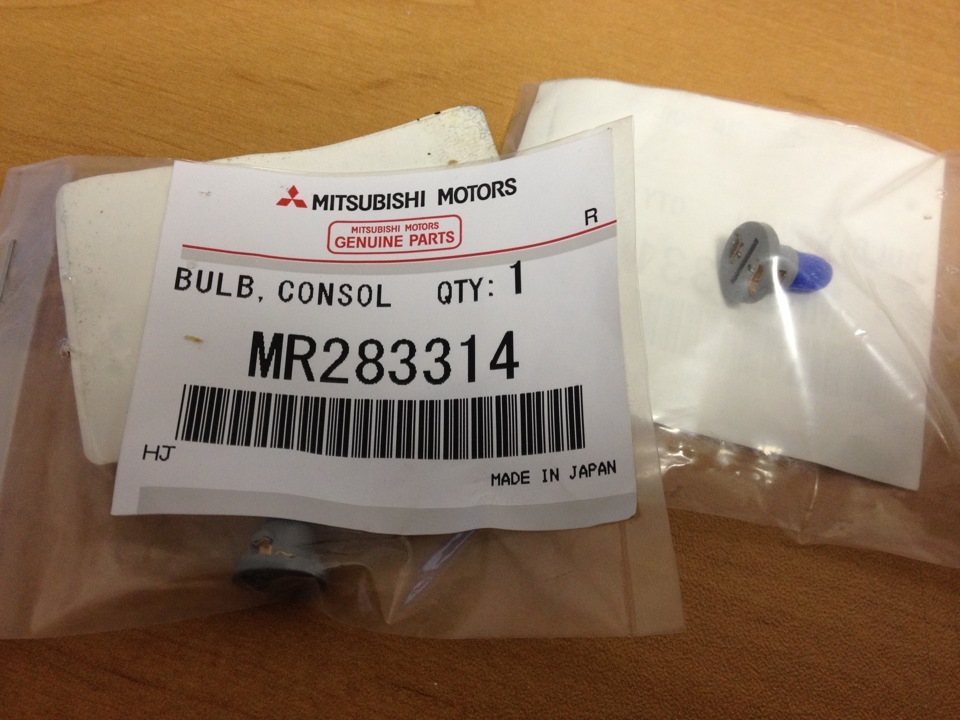 MITSUBISHI MOTORS
MITSUBISHI MOTORS
GENUINE PARTS
R
BULB, CONSOL QTY: 1
MR283314
HJ
MADE IN JAPAN